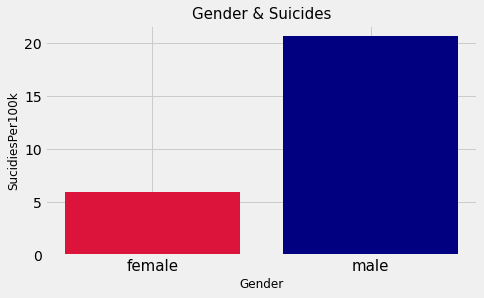 Gender & Suicides
SucidiesPer100k
20
15
10
5
0
female
male
Gender